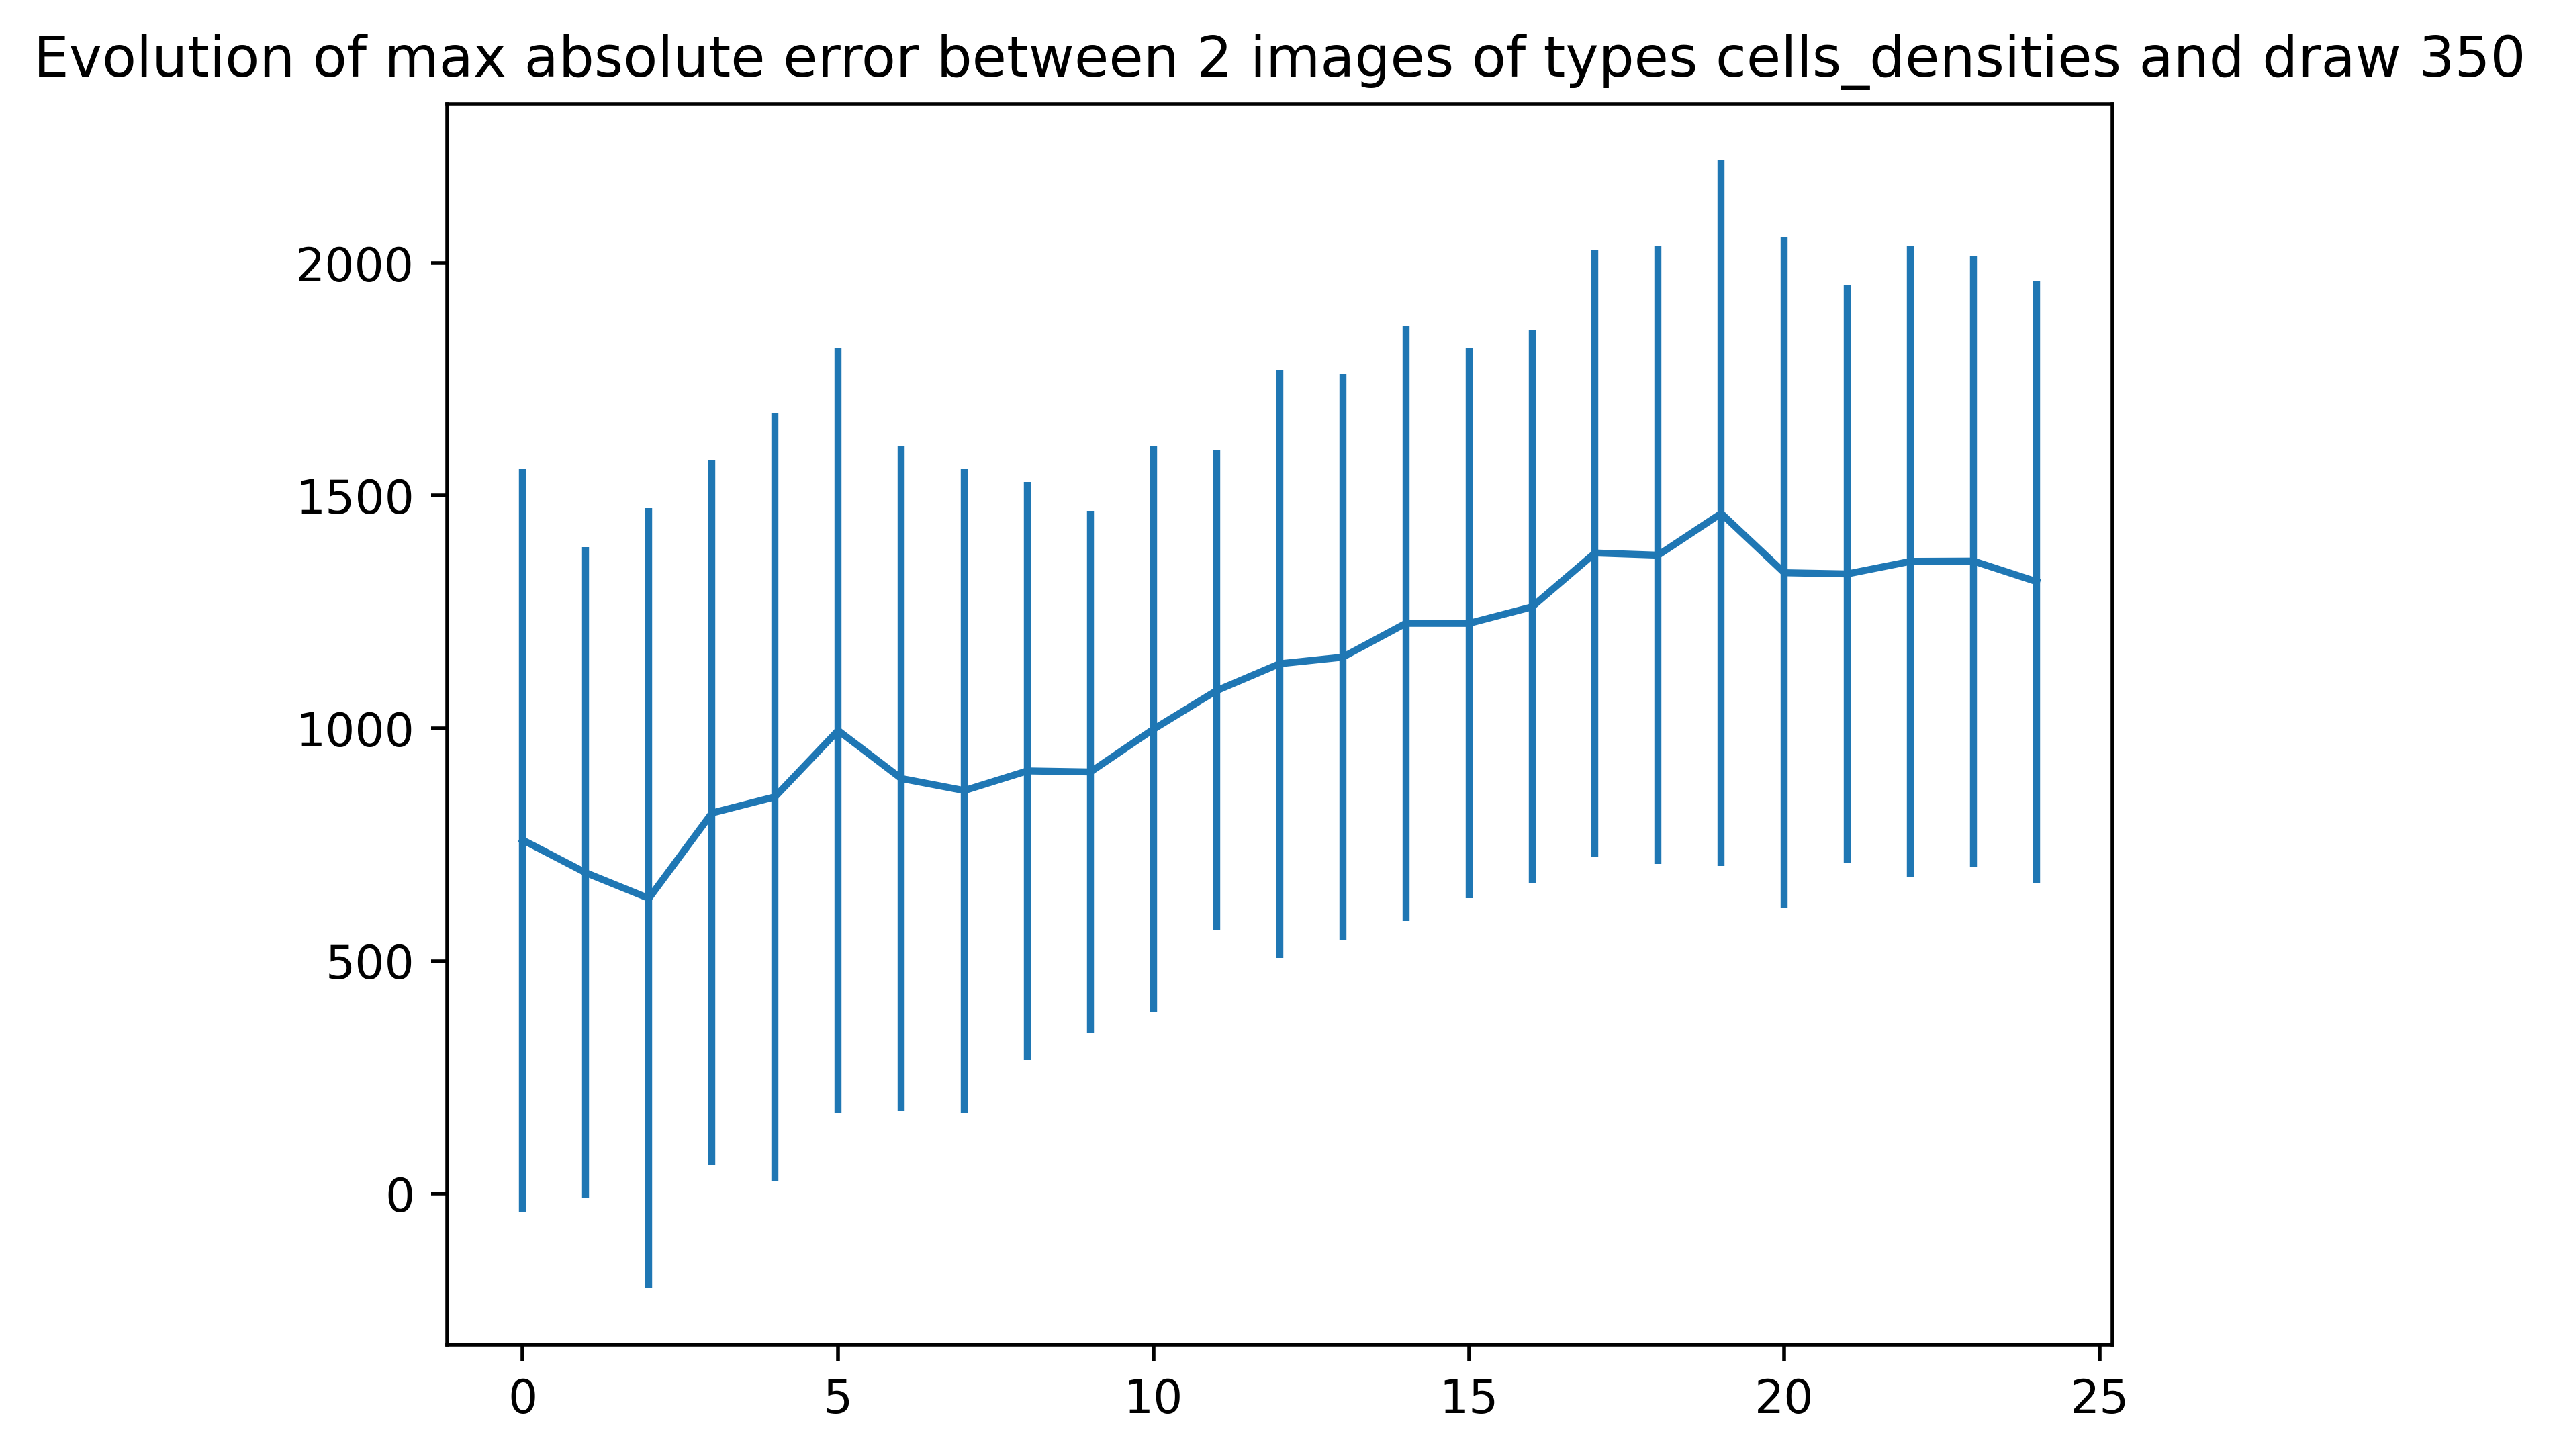 Evolution of max absolute error between 2 images of types cells_densities and draw 350
2000
1500
1000
500
0
0 5 10 15 20 25